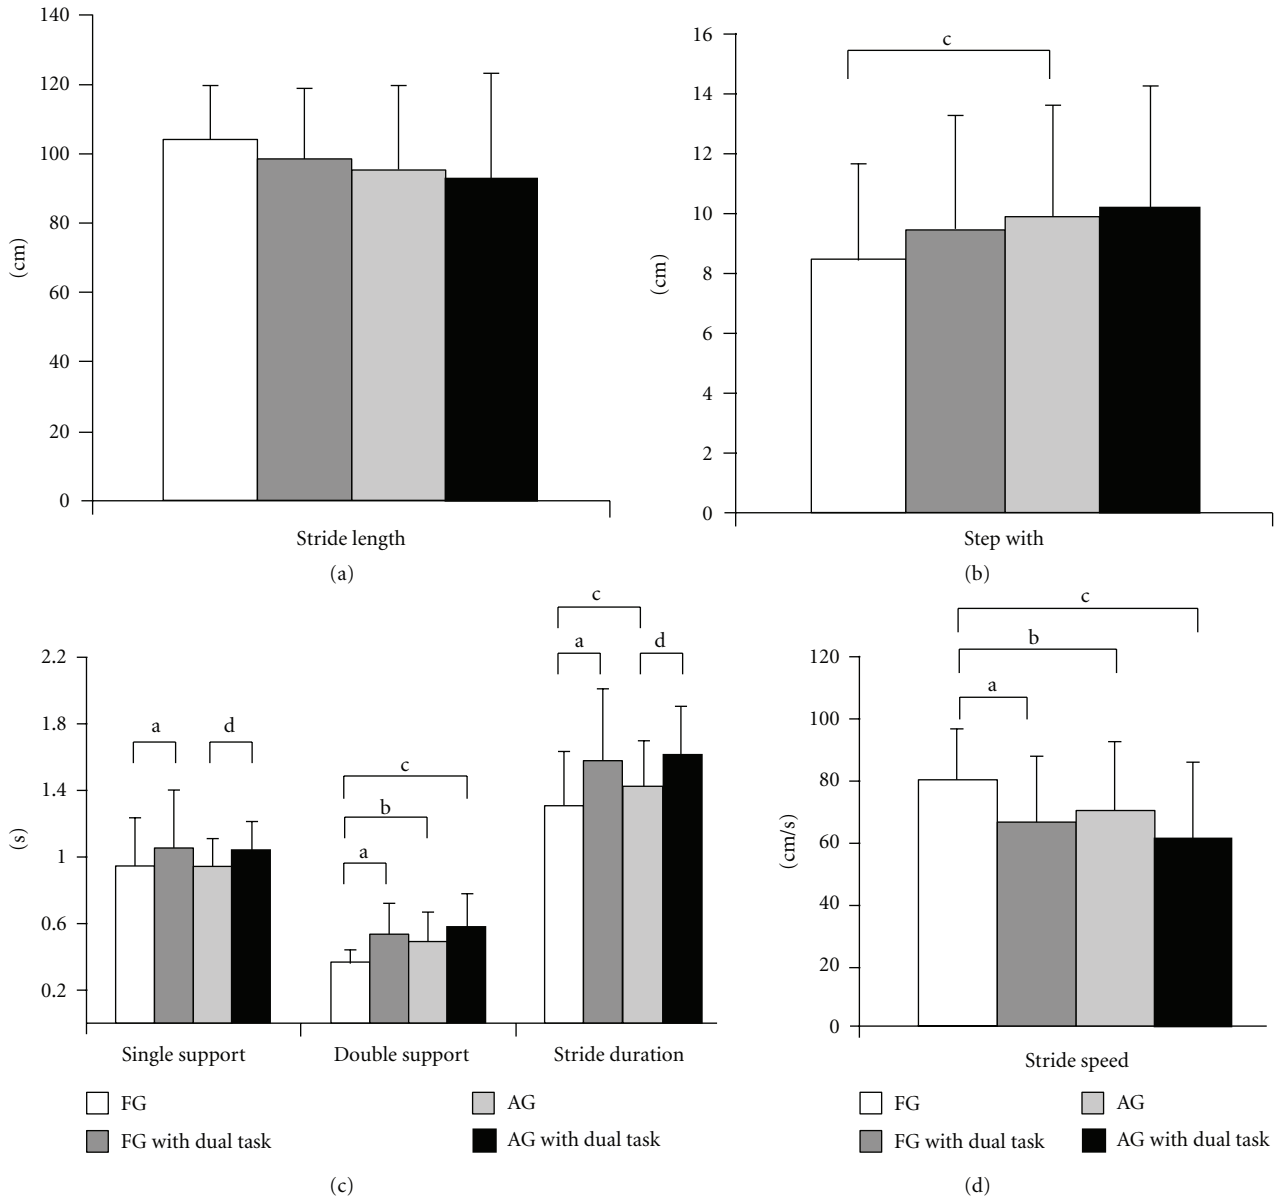 140
120
100
80
60
40
20
0
(cm)
Stride length
(a)
16
14
12
10
8
6
4
2
0
(cm)
c
Step with
(b)
2.2
1.8
1.4
1
0.6
0.2
(s)
a
d
c
b
a
c
a
d
Single support
Double support
Stride duration
FG
FG with dual task
AG
AG with dual task
(c)
120
100
80
60
40
20
0
(cm/s)
c
b
a
Stride speed
FG
FG with dual task
AG
AG with dual task
(d)